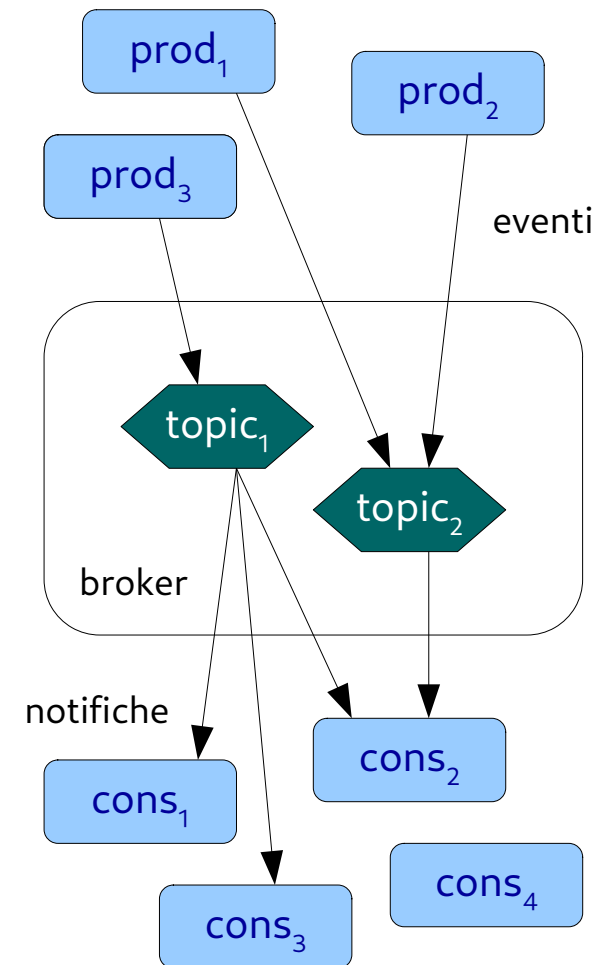 prod₁
prod₂
prod₃
eventi
topic₁
topic₂
broker
notifiche
cons₂
cons₁
cons₄
cons₃